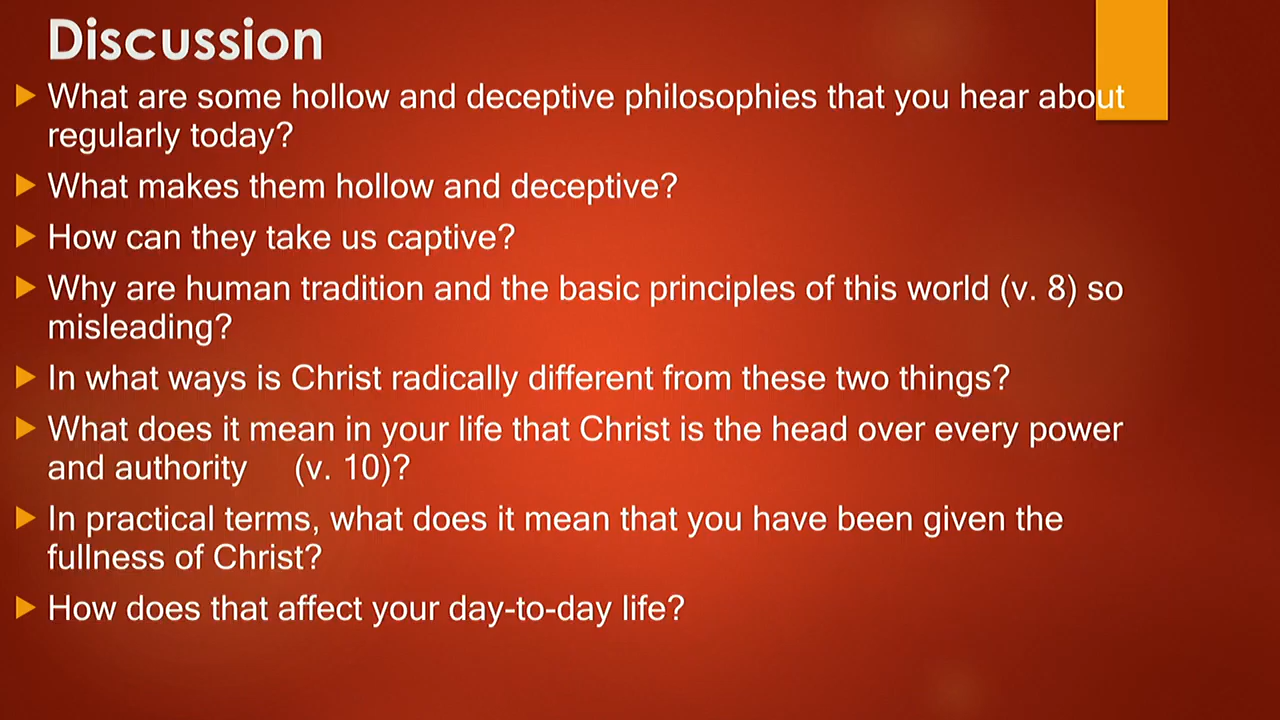 Discussion
What are some hollow and deceptive philosophies that you hear about
regularly today?
What makes them hollow and deceptive?
How can they take us captive?
Why are human tradition and the basic principles of this world (v. 8) so
misleading?
In what ways is Christ radically different from these two things?
What does it mean in your life that Christ is the head over every power
and authority (v. 10)?
In practical terms, what does it mean that you have been given the
fullness of Christ?
How does that affect your day-to-day life?